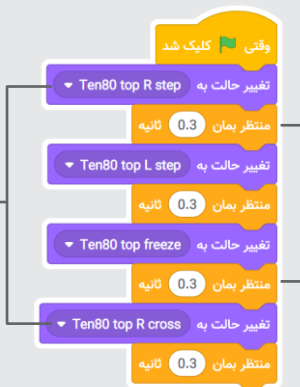 وقتی کلیک شد
تغییر حالت به Ten80 top R step
منتظر بمان 0.3 ثانیه
تغییر حالت به Ten80 top L step
منتظر بمان 0.3 ثانیه
تغییر حالت به Ten80 top freeze
منتظر بمان 0.3 ثانیه
تغییر حالت به Ten80 top R cross
منتظر بمان 0.3 ثانیه